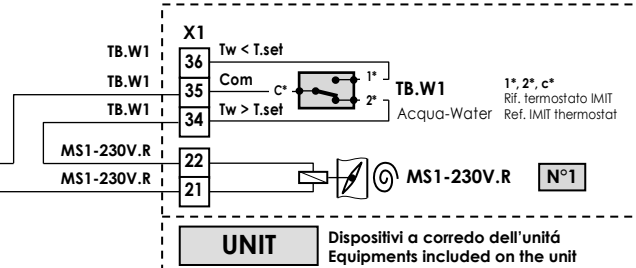 X1
TB.W1
36
Tw < T.set
1*
TB.W1
35
Com
C*
TB.W1
1*, 2*, c*
2*
Rif. termostato IMIT
TB.W1
34
Tw > T.set
Acqua-Water
Ref. IMIT thermostat
MS1-230V.R
22
MS1-230V.R
21
MS1-230V.R
N°1
UNIT
Dispositivi a corredo dell'unitá
Equipments included on the unit